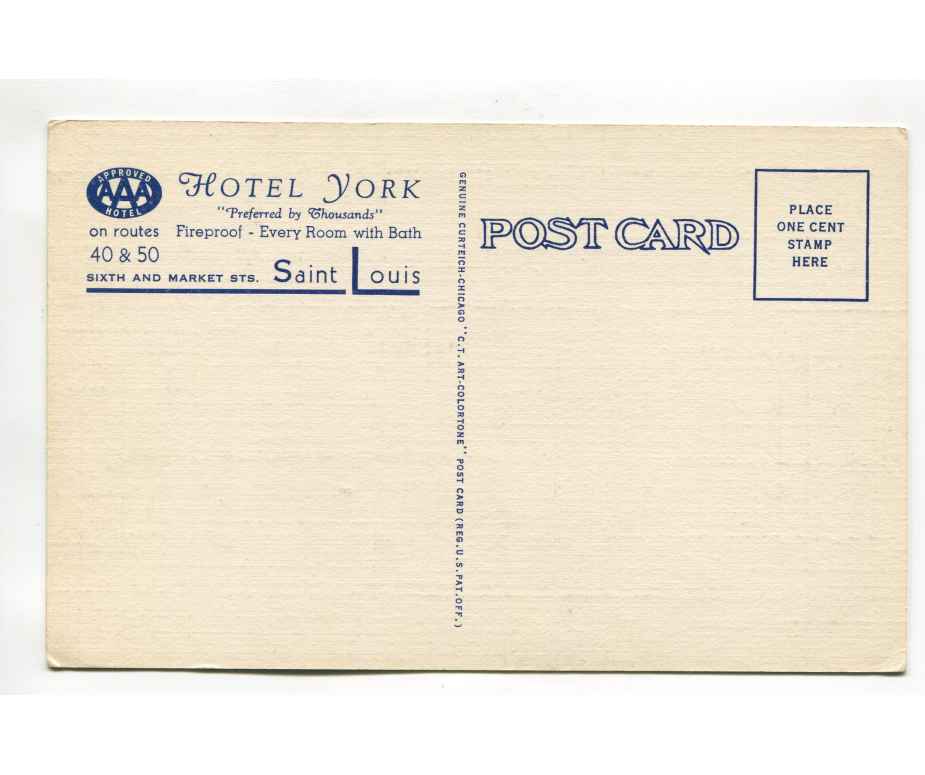 APPROVED
AAA
HOTEL
on routes
40 & 50
HOTEL YORK
"Preferred by Thousands"
Fireproof - Every Room with Bath
SIXTH AND MARKET STS. Saint Louis
GENUINE CURTEICH-CHICAGO "C.T. ART-COLORTONE" POST CARD (REG. U.S. PAT. OFF.)
POST CARD
PLACE
ONE CENT
STAMP
HERE